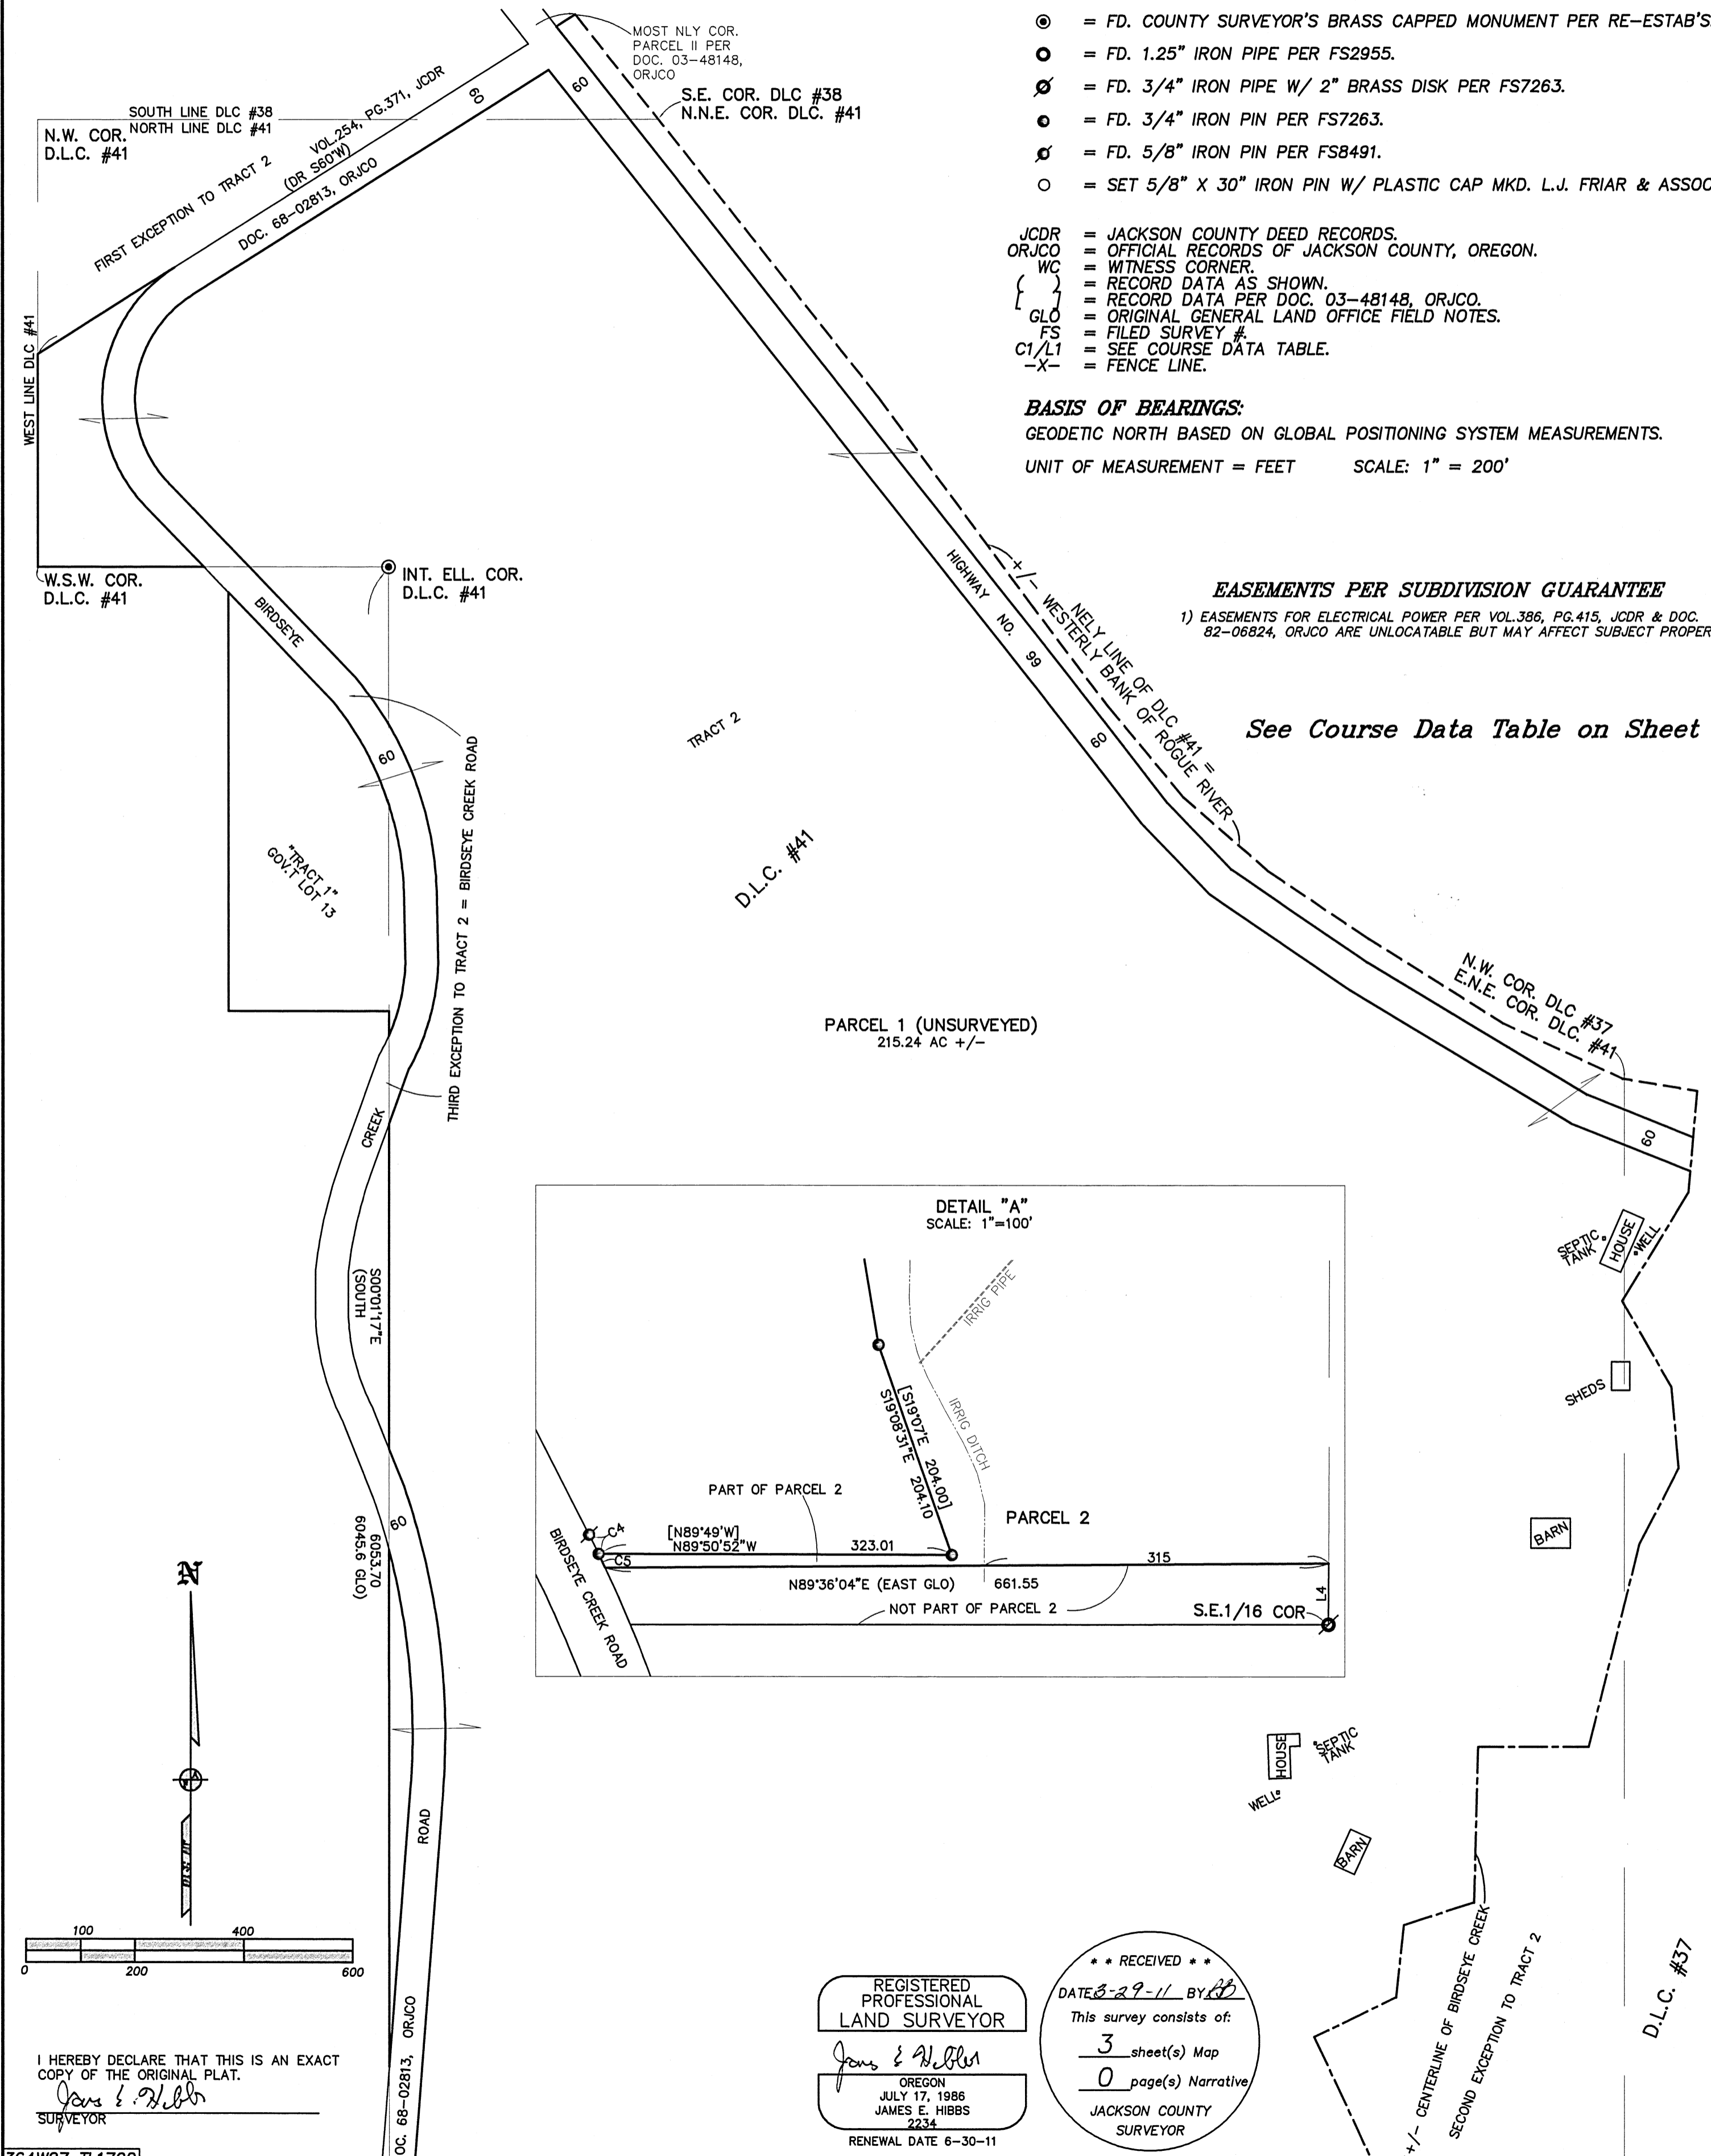 = FD. COUNTY SURVEYOR'S BRASS CAPPED MONUMENT PER RE-ESTAB'S
= FD. 1.25" IRON PIPE PER FS2955.
= FD. 3/4" IRON PIPE W/ 2" BRASS DISK PER FS7263.
= FD. 3/4" IRON PIN PER FS7263.
= FD. 5/8" IRON PIN PER FS8491.
= SET 5/8" X 30" IRON PIN W/ PLASTIC CAP MKD. L.J. FRIAR & ASSOC
JCDR = JACKSON COUNTY DEED RECORDS.
ORJCO = OFFICIAL RECORDS OF JACKSON COUNTY, OREGON.
WC = WITNESS CORNER.
( ) = RECORD DATA AS SHOWN.
[ ] = RECORD DATA PER DOC. 03-48148, ORJCO.
GLO = ORIGINAL GENERAL LAND OFFICE FIELD NOTES.
FS = FILED SURVEY #.
C1/L1 = SEE COURSE DATA TABLE.
-X- = FENCE LINE.
BASIS OF BEARINGS:
GEODETIC NORTH BASED ON GLOBAL POSITIONING SYSTEM MEASUREMENTS.
UNIT OF MEASUREMENT = FEET SCALE: 1" = 200'
EASEMENTS PER SUBDIVISION GUARANTEE
1) EASEMENTS FOR ELECTRICAL POWER PER VOL.386, PG.415, JCDR & DOC.
82-06824, ORJCO ARE UNLOCATABLE BUT MAY AFFECT SUBJECT PROPER
See Course Data Table on Sheet
MOST NLY COR.
PARCEL II PER
DOC. 03-48148,
ORJCO
S.E. COR. DLC #38
N.N.E. COR. DLC. #41
60
60
SOUTH LINE DLC #38
NORTH LINE DLC #41
N.W. COR.
D.L.C. #41
VOL.254, PG.371, JCDR
(DR S60°W)
FIRST EXCEPTION TO TRACT 2
DOC. 68-02813, ORJCO
WEST LINE DLC #41
W.S.W. COR.
D.L.C. #41
INT. ELL. COR.
D.L.C. #41
BIRDSEYE
60
HIGHWAY NO. 99
60
+/- WESTERLY BANK OF ROGUE RIVER
NELY LINE OF DLC #41 =
TRACT 2
D.L.C. #41
"TRACT 1"
GOV.T LOT 13
THIRD EXCEPTION TO TRACT 2 = BIRDSEYE CREEK ROAD
N.W. COR. DLC #37
E.N.E. COR. DLC. #41
60
PARCEL 1 (UNSURVEYED)
215.24 AC +/-
CREEK
S00°01'17"E
(SOUTH
6053.70
6045.6 GLO)
60
DETAIL "A"
SCALE: 1"=100'
IRRIG PIPE
IRRIG DITCH
[S19°07'E 204.00]
S19°08'31"E 204.10
PART OF PARCEL 2
PARCEL 2
C4
[N89°49'W]
N89°50'52"W 323.01
C5
315
N89°36'04"E (EAST GLO) 661.55
L4
NOT PART OF PARCEL 2
S.E.1/16 COR
BIRDSEYE CREEK ROAD
SEPTIC TANK
HOUSE
WELL
SHEDS
BARN
HOUSE
SEPTIC TANK
WELL
BARN
N
ROAD
100 400
0 200 600
DOC. 68-02813, ORJCO
+/- CENTERLINE OF BIRDSEYE CREEK
SECOND EXCEPTION TO TRACT 2
D.L.C. #37
I HEREBY DECLARE THAT THIS IS AN EXACT
COPY OF THE ORIGINAL PLAT.
James E. Hibbs
SURVEYOR
REGISTERED
PROFESSIONAL
LAND SURVEYOR
James E Hibbs
OREGON
JULY 17, 1986
JAMES E. HIBBS
2234
RENEWAL DATE 6-30-11
* * RECEIVED * *
DATE 3-29-11 BY
This survey consists of:
3 sheet(s) Map
0 page(s) Narrative
JACKSON COUNTY
SURVEYOR